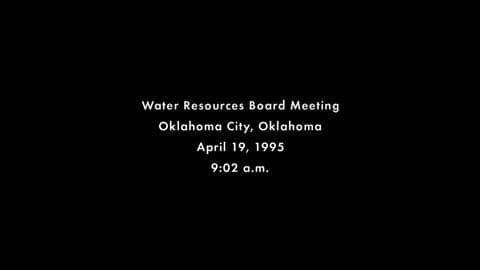 Water Resources Board Meeting
Oklahoma City, Oklahoma
April 19, 1995
9:02 a.m.